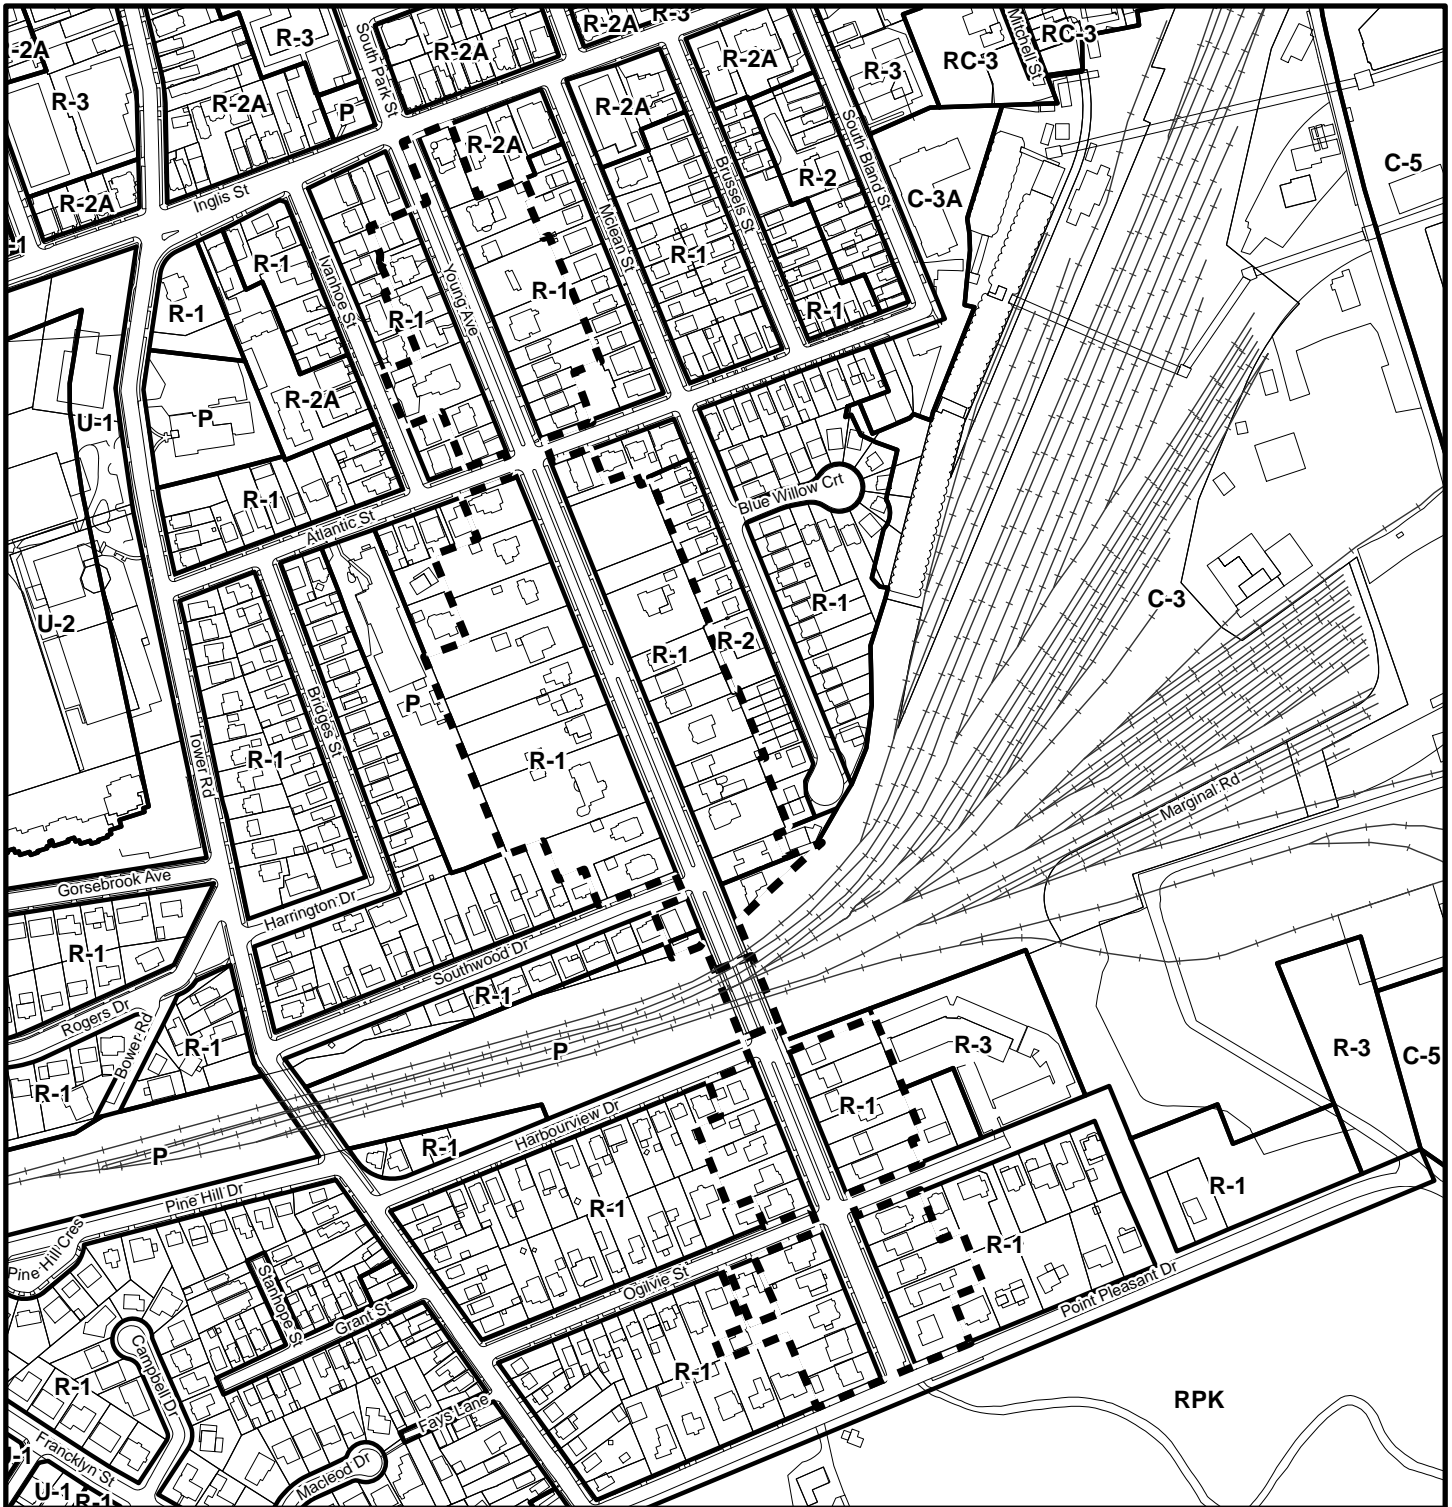 R-2A
R-3
R-2A
R-2A
R-3
R-2A
South Park St
R-3
R-2A
P
R-2A
R-2A
R-2A
R-3
RC-3
Michell St
RC-3
C-5
R-2A
Inglis St
Mclean St
Brussels St
South Bland St
R-2
C-3A
R-1
R-1
R-1
Ivanhoe St
R-1
Young Ave
R-1
R-1
R-1
R-2A
U-1
P
R-1
Atlantic St
Blue Willow Crt
U-2
R-1
C-3
R-1
R-2
Bridges St
P
Tower Rd
R-1
R-1
Marginal Rd
Gorsebrook Ave
Harrington Dr
R-1
Southwood Dr
R-1
Rogers Dr
Bower Rd
R-1
R-1
P
R-3
R-3
C-5
R-1
Harbourview Dr
R-1
P
Pine Hill Dr
R-1
R-1
Pine Hill Cres
R-1
Stanhope St
Ogilvie St
Point Pleasant Dr
Grant St
Campbell Dr
R-1
R-1
RPK
Fays Lane
Francklyn St
Macleod Dr
U-1
R-1